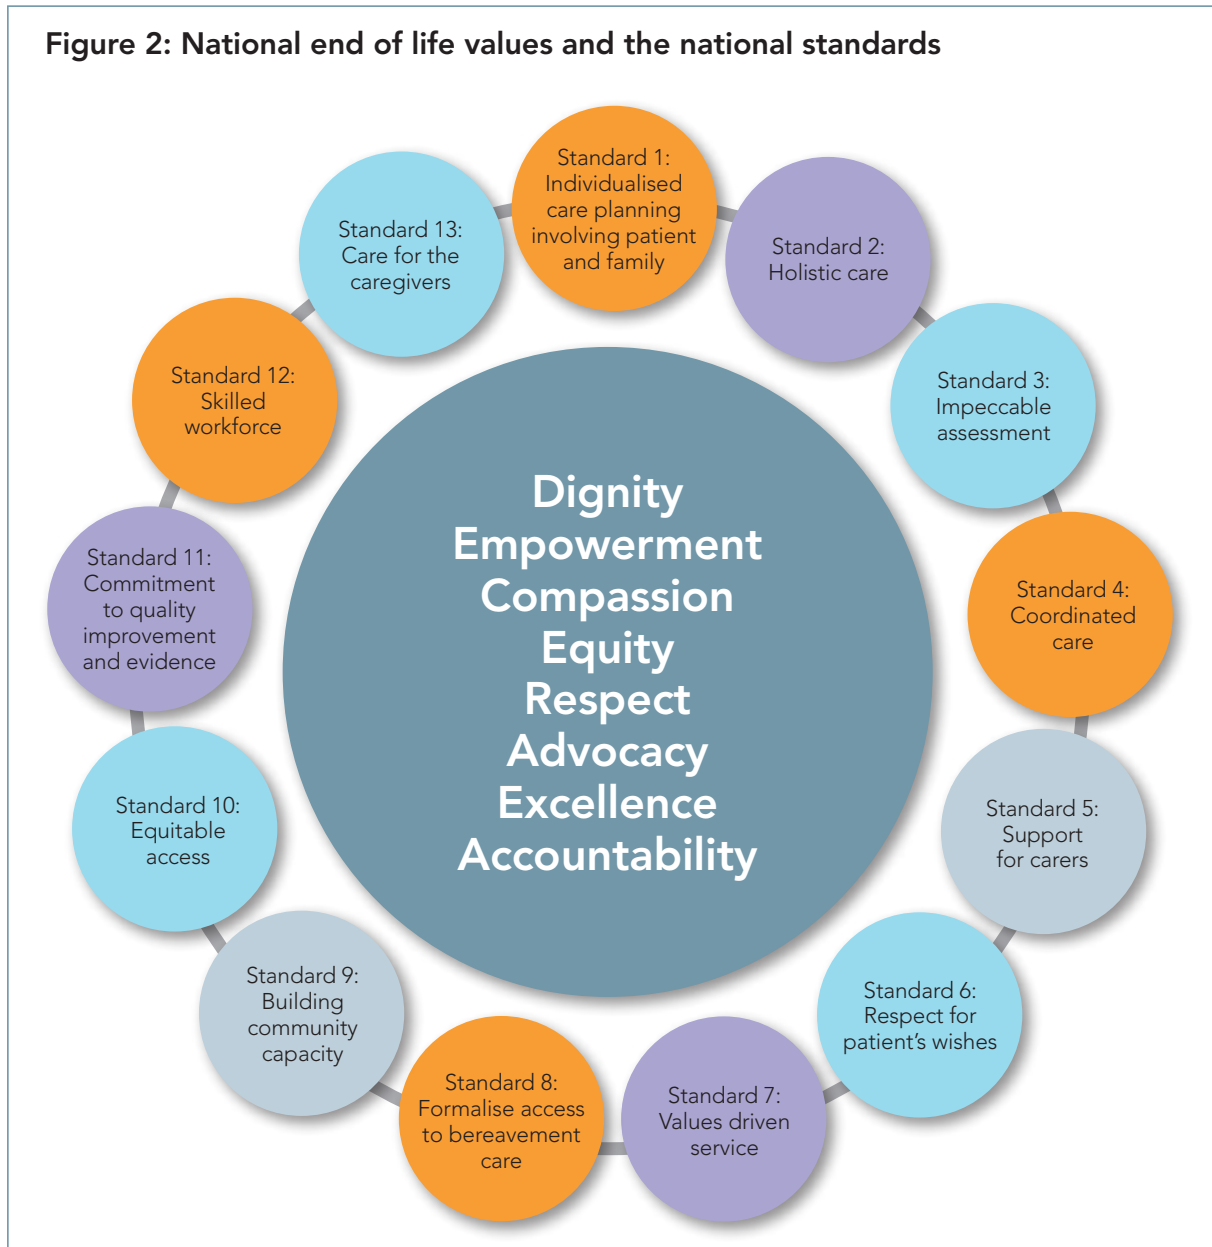 Figure 2: National end of life values and the national standards
Standard 1:
Individualised
care planning
involving patient
and family
Standard 2:
Holistic care
Standard 3:
Impeccable
assessment
Standard 4:
Coordinated
care
Standard 5:
Support
for carers
Standard 6:
Respect for
patient’s wishes
Standard 7:
Values driven
service
Standard 8:
Formalise access
to bereavement
care
Standard 9:
Building
community
capacity
Standard 10:
Equitable
access
Standard 11:
Commitment
to quality
improvement
and evidence
Standard 12:
Skilled
workforce
Standard 13:
Care for the
caregivers
Dignity
Empowerment
Compassion
Equity
Respect
Advocacy
Excellence
Accountability